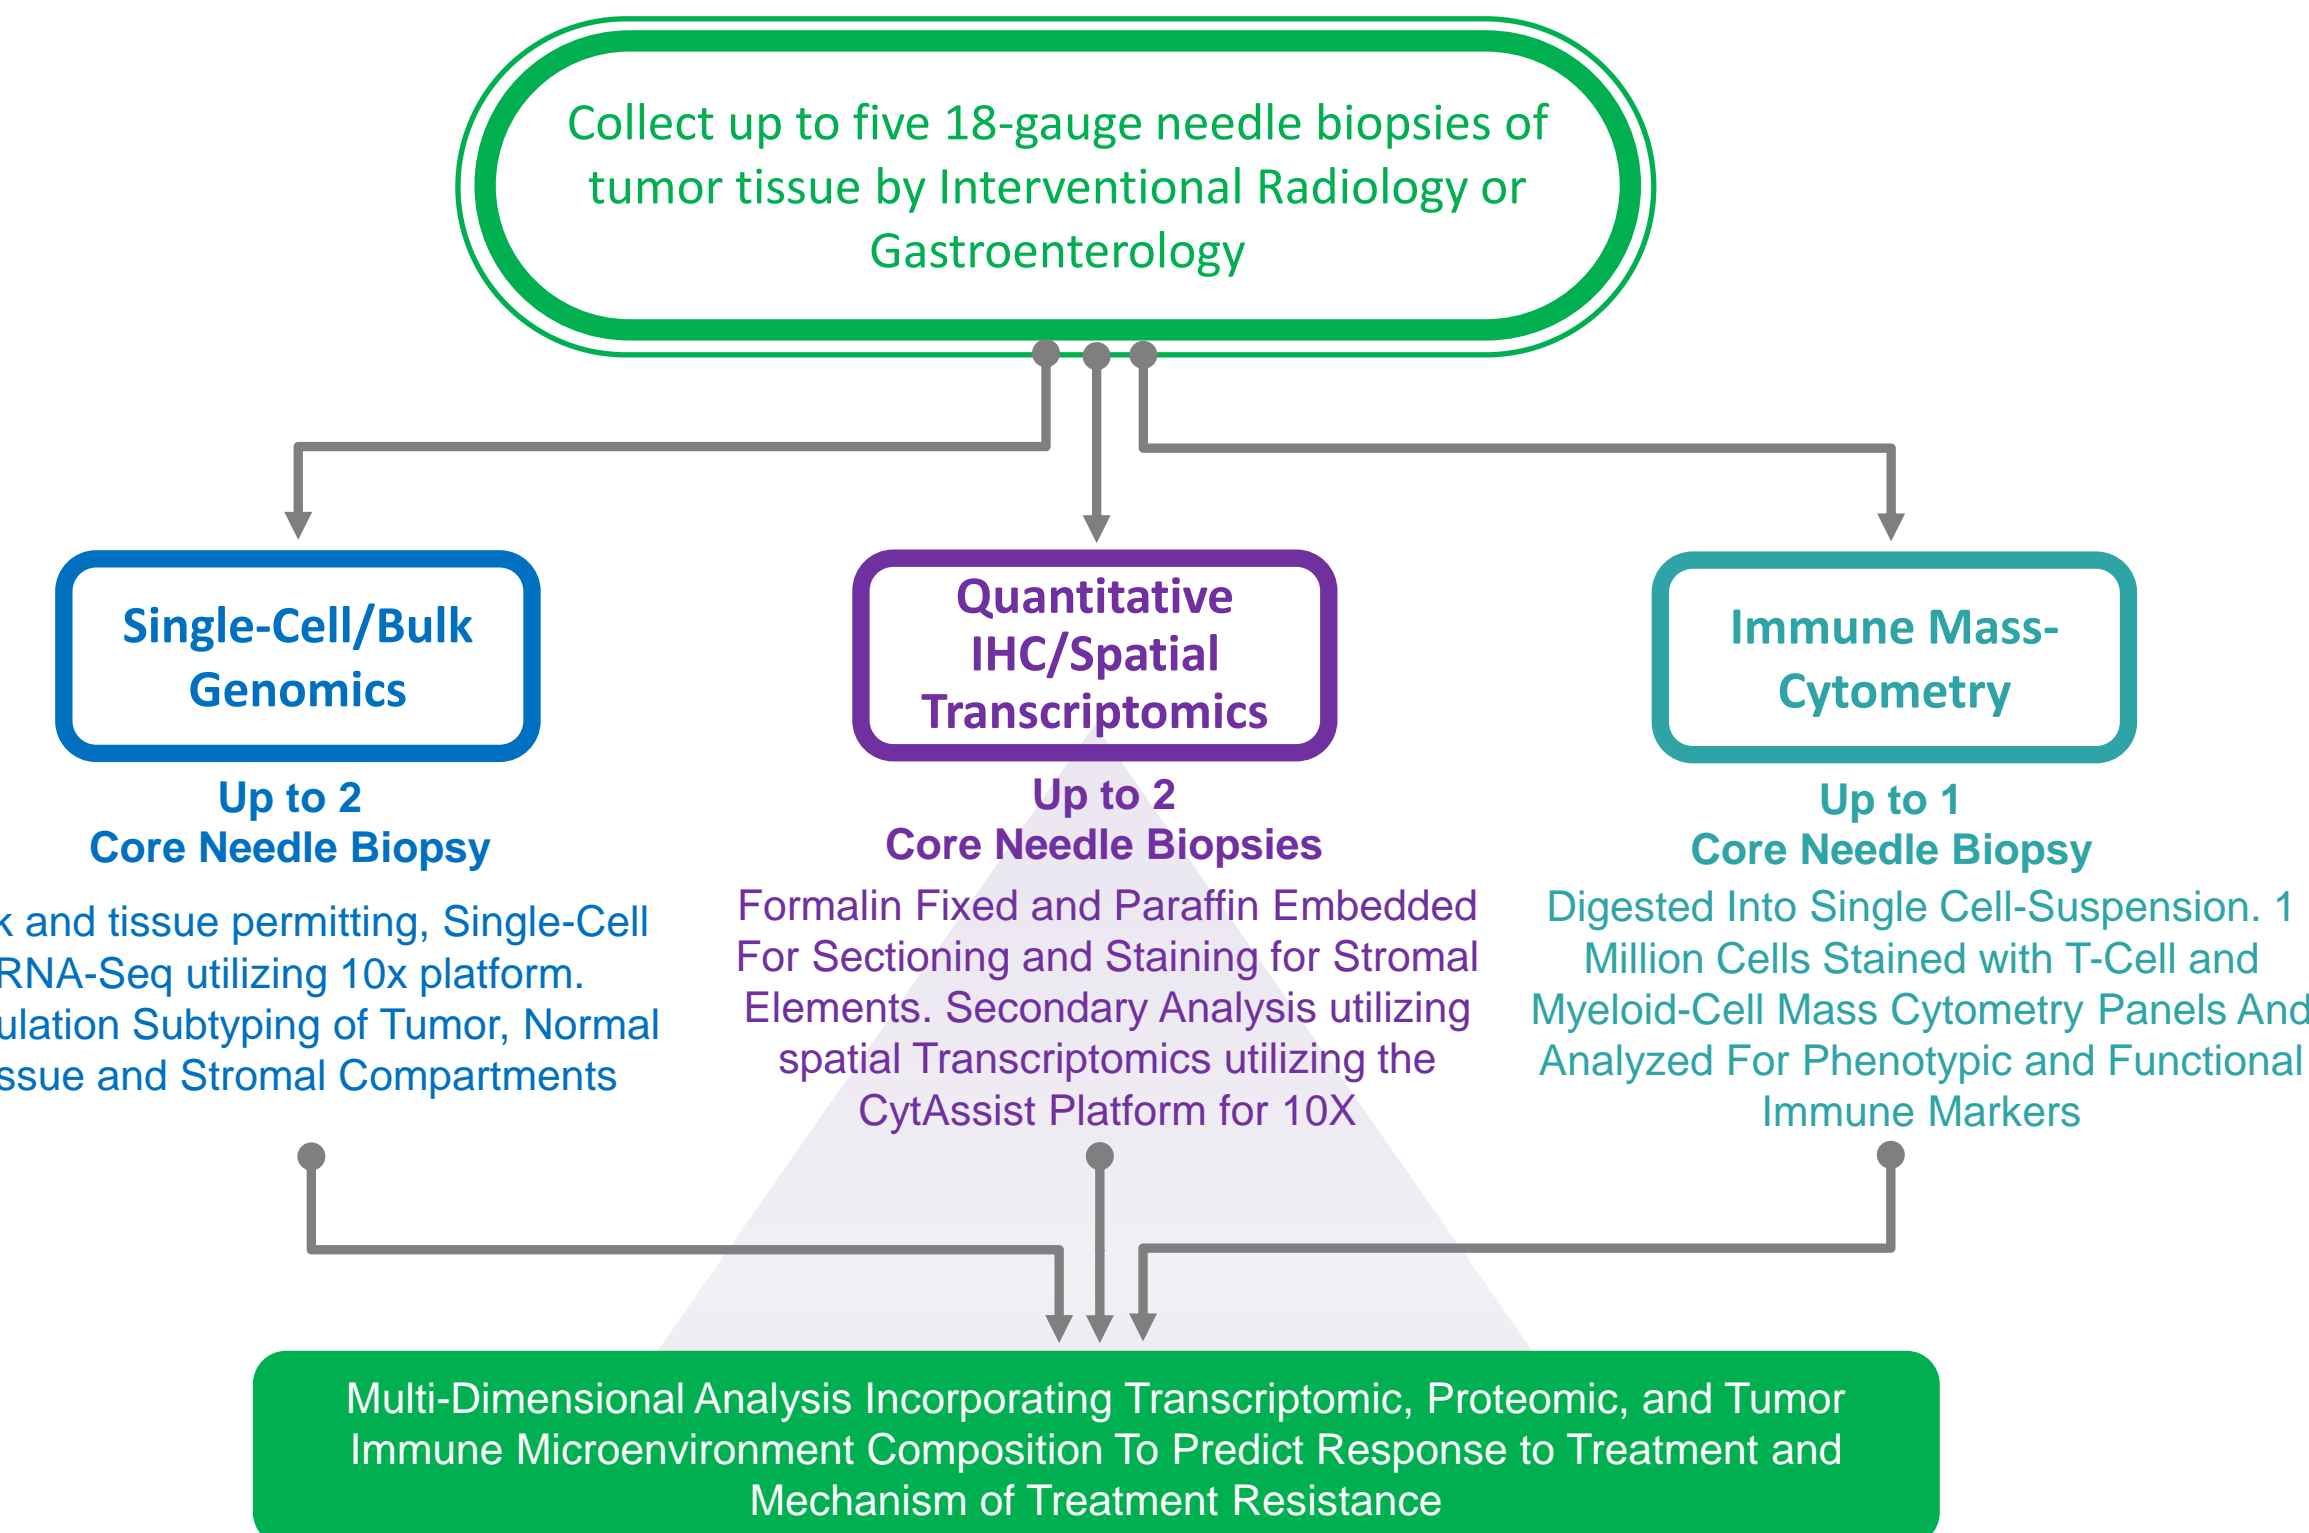 Collect up to five 18-gauge needle biopsies of
tumor tissue by Interventional Radiology or
Gastroenterology
Single-Cell/Bulk
Genomics
Up to 2
Core Needle Biopsy
and tissue permitting, Single-Cell
RNA-Seq utilizing 10x platform.
Subtyping of Tumor, Normal
and Stromal Compartments
Quantitative
IHC/Spatial
Transcriptomics
Up to 2
Core Needle Biopsies
Formalin Fixed and Paraffin Embedded
For Sectioning and Staining for Stromal
Elements. Secondary Analysis utilizing
spatial Transcriptomics utilizing the
CytAssist Platform for 10X
Immune Mass-
Cytometry
Up to 1
Core Needle Biopsy
Digested Into Single Cell-Suspension. 1
Million Cells Stained with T-Cell and
Myeloid-Cell Mass Cytometry Panels And
Analyzed For Phenotypic and Functional
Immune Markers
Multi-Dimensional Analysis Incorporating Transcriptomic, Proteomic, and Tumor
Immune Microenvironment Composition To Predict Response to Treatment and
Mechanism of Treatment Resistance